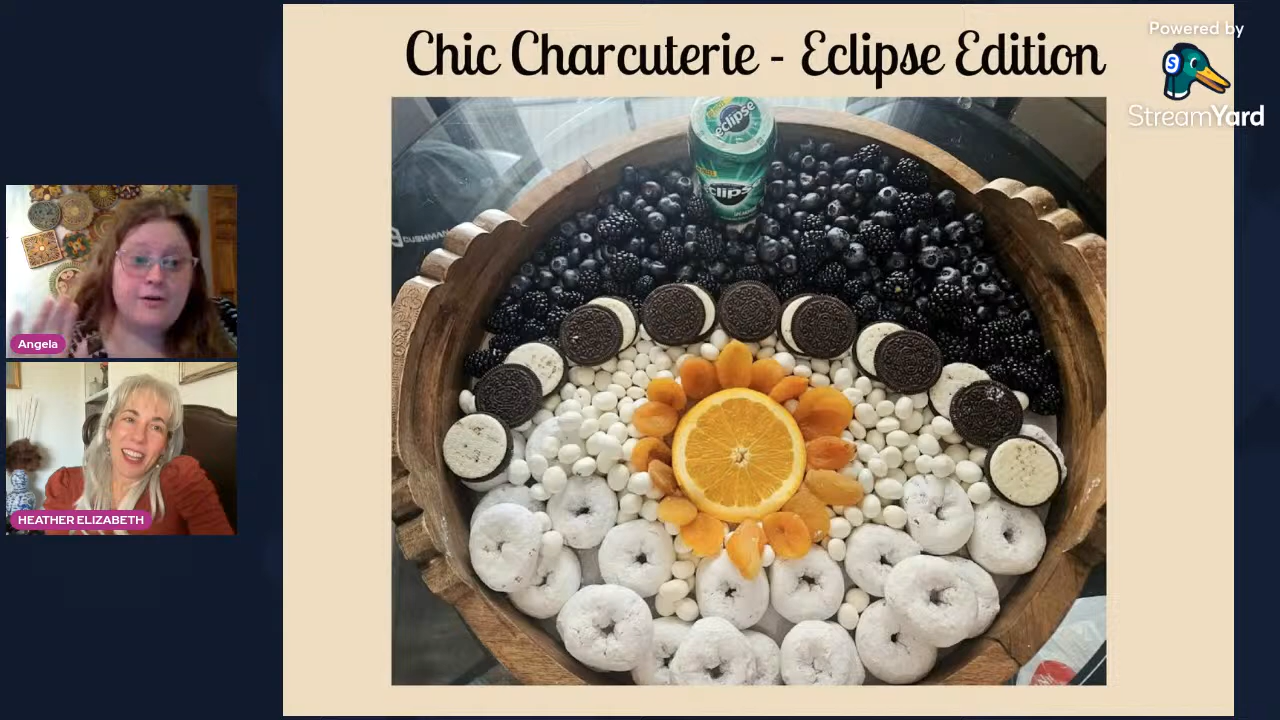 Chic Charcuterie - Eclipse Edition
Powered by
S
StreamYard
eclipse
eclipse
Angela
HEATHER ELIZABETH